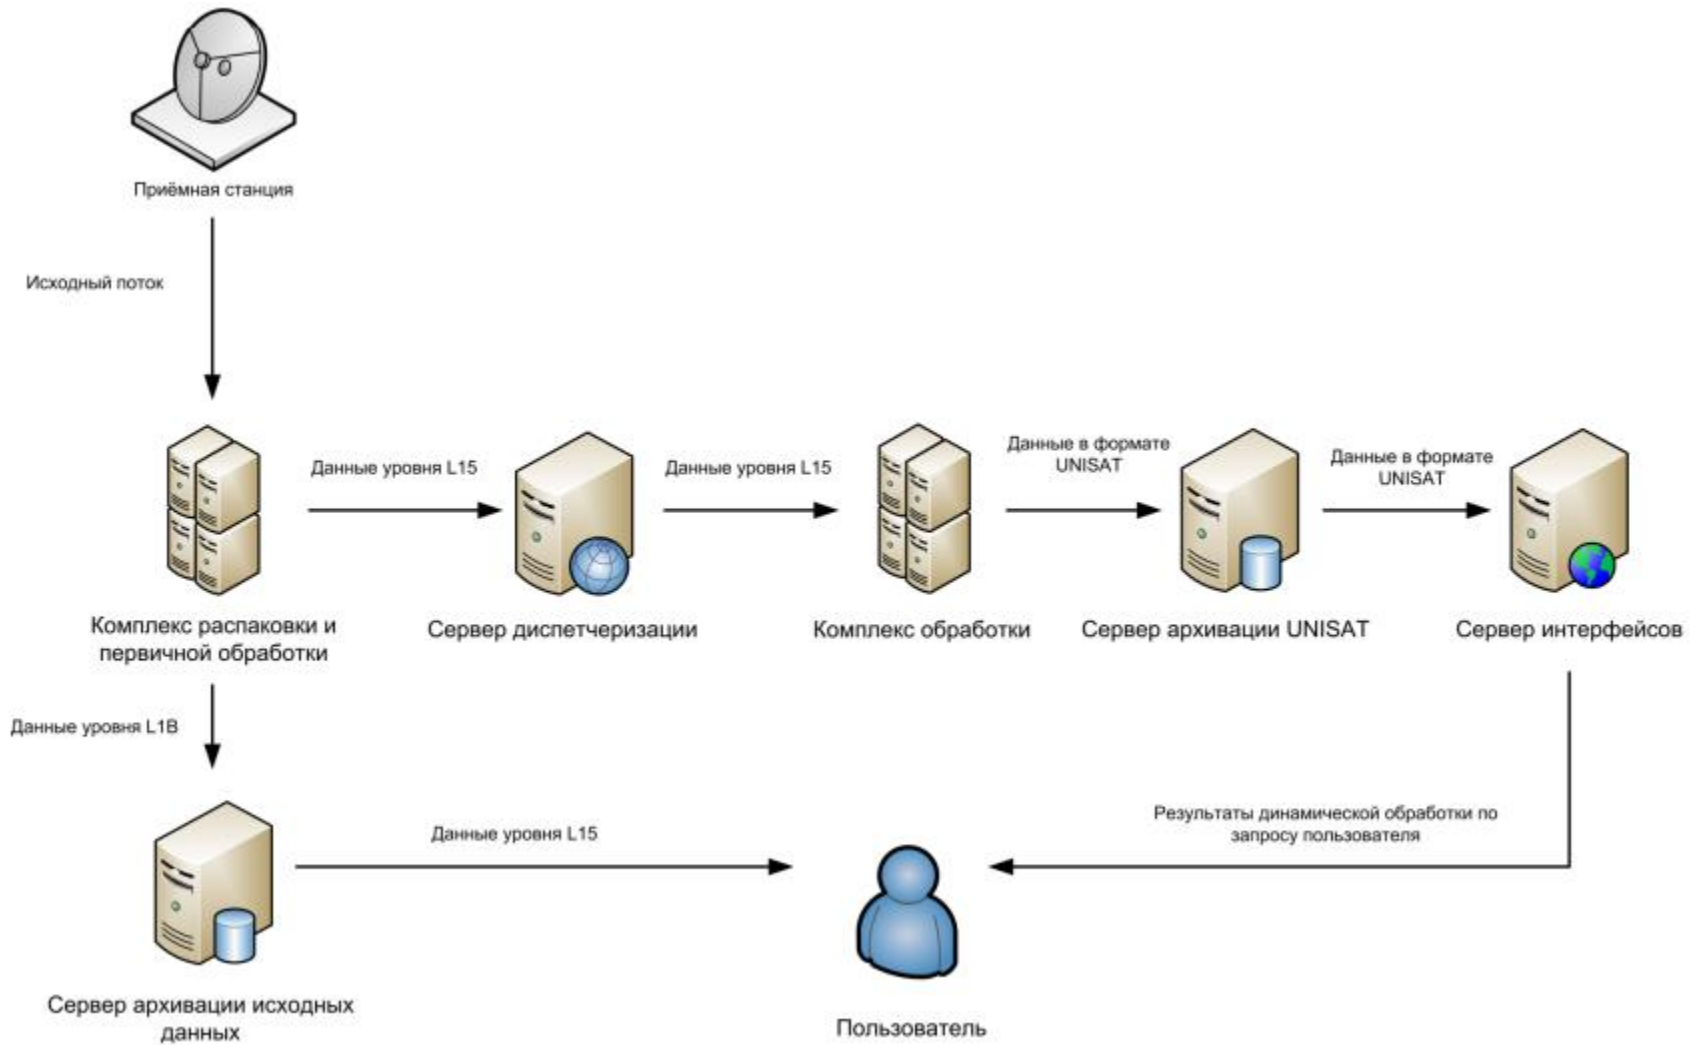 Приёмная станция
Исходный поток
Данные уровня L15
Данные уровня L15
Данные в формате
UNISAT
Данные в формате
UNISAT
Комплекс распаковки и
первичной обработки
Сервер диспетчеризации
Комплекс обработки
Сервер архивации UNISAT
Сервер интерфейсов
Данные уровня L1B
Данные уровня L15
Результаты динамической обработки по
запросу пользователя
Сервер архивации исходных
данных
Пользователь